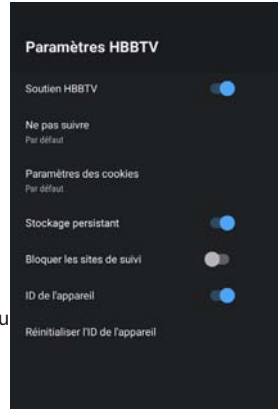 Paramètres HBBTV
Soutien HBBTV
Ne pas suivre
Par défaut
Paramètres des cookies
Par défaut
Stockage persistant
Bloquer les sites de suivi
ID de l'appareil
u
Réinitialiser l'ID de l'appareil